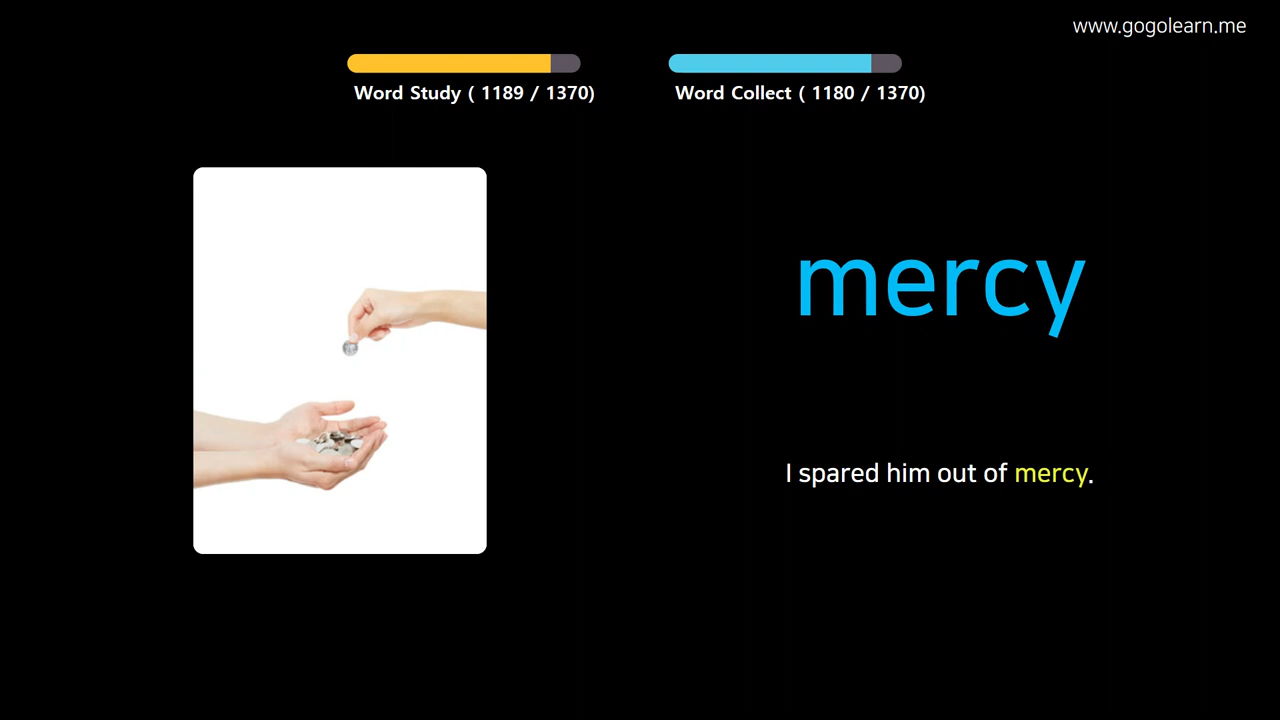 www.gogolearn.me
Word Study ( 1189 / 1370)
Word Collect ( 1180 / 1370)
mercy
I spared him out of mercy.